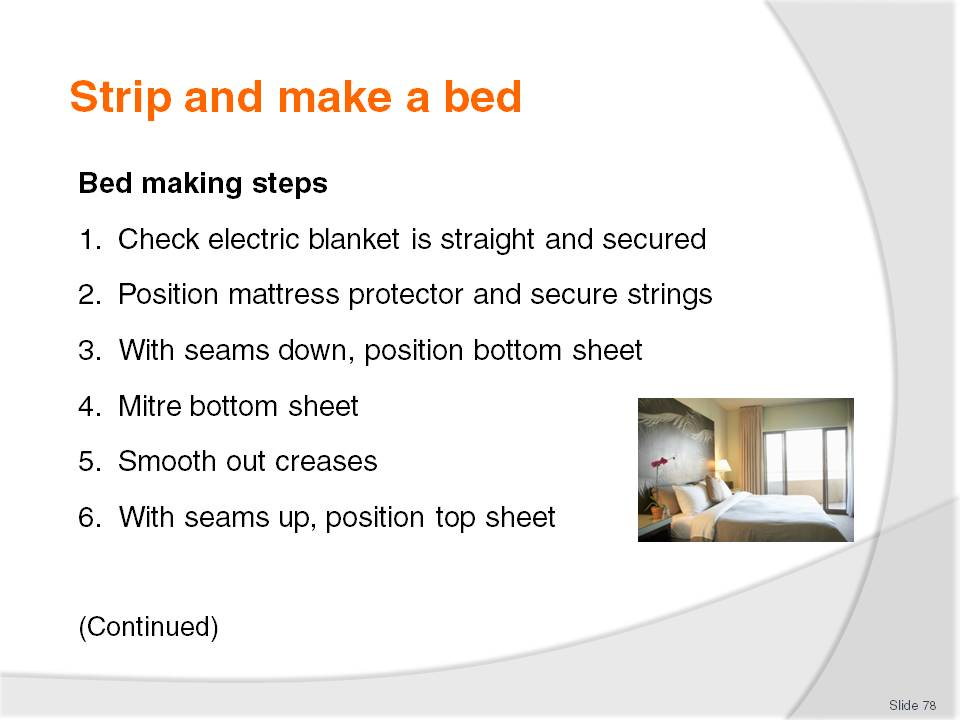 Strip and make a bed
Bed making steps
1. Check electric blanket is straight and secured
2. Position mattress protector and secure strings
3. With seams down, position bottom sheet
4. Mitre bottom sheet
5. Smooth out creases
6. With seams up, position top sheet
(Continued)
Slide 78